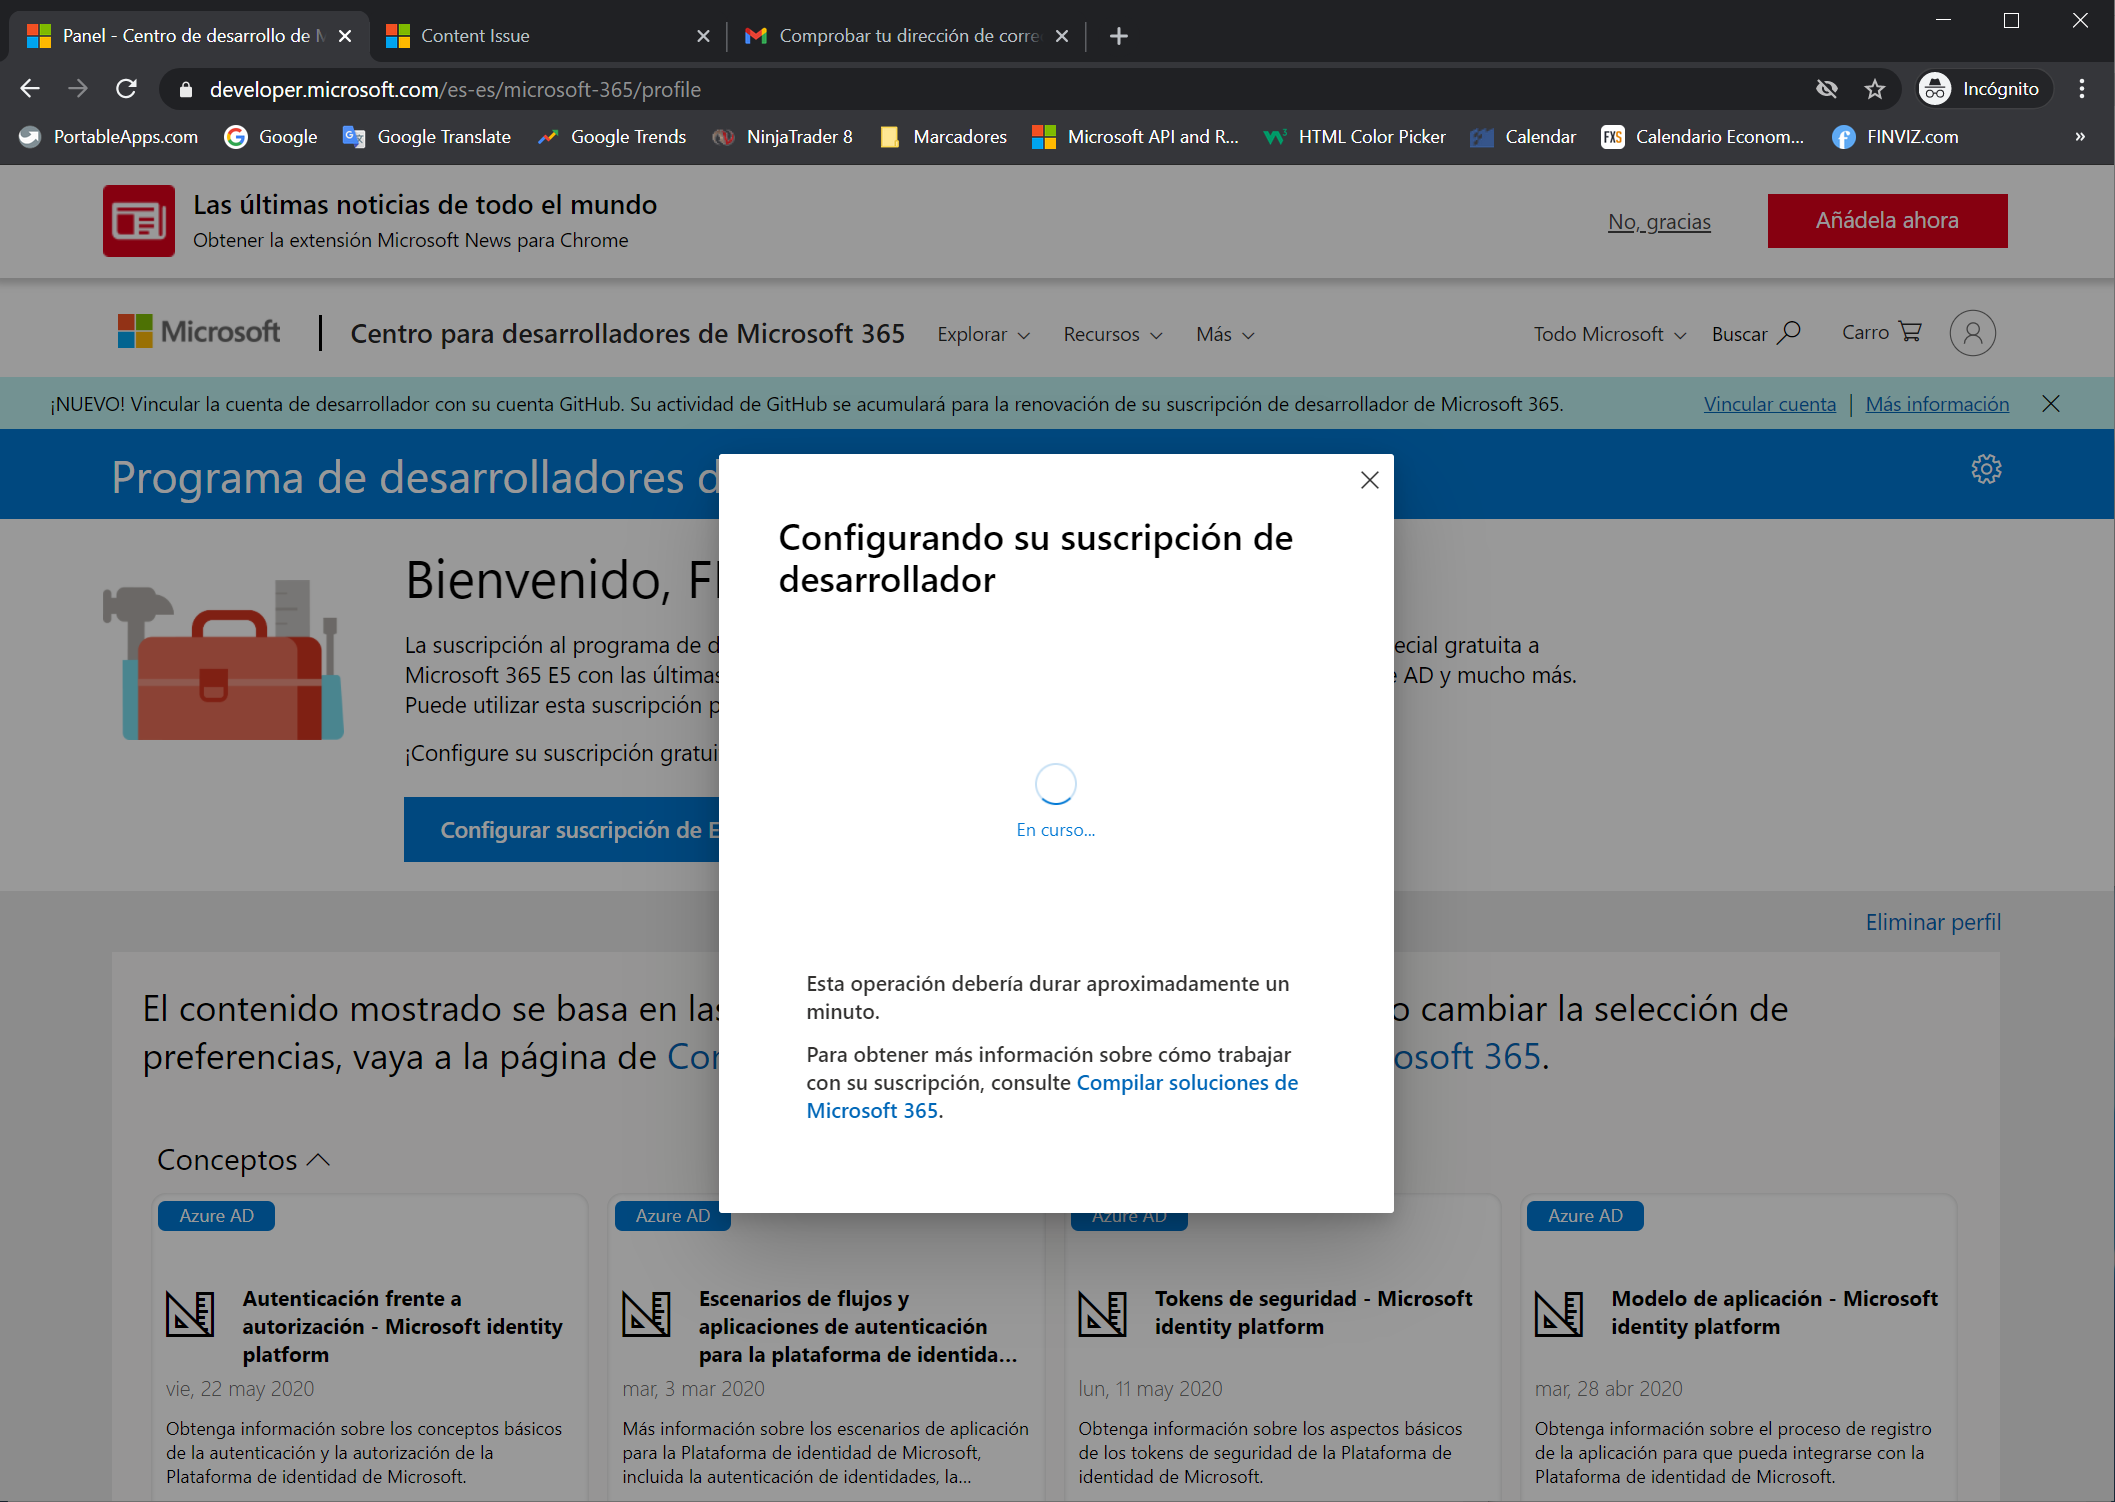 Panel - Centro de desarrollo de M
Content Issue
Comprobar tu dirección de corre
developer.microsoft.com/es-es/microsoft-365/profile
Incógnito
PortableApps.com
Google
Google Translate
Google Trends
NinjaTrader 8
Marcadores
Microsoft API and R...
HTML Color Picker
Calendar
FXS
Calendario Econom...
FINVIZ.com
»
Las últimas noticias de todo el mundo
Obtener la extensión Microsoft News para Chrome
No, gracias
Añádela ahora
Microsoft
Centro para desarrolladores de Microsoft 365
Explorar
Recursos
Más
Todo Microsoft
Buscar
Carro
¡NUEVO! Vincular la cuenta de desarrollador con su cuenta GitHub. Su actividad de GitHub se acumulará para la renovación de su suscripción de desarrollador de Microsoft 365.
Vincular cuenta | Más información
Programa de desarrolladores d
Bienvenido, F
La suscripción al programa de d
ecial gratuita a
Microsoft 365 E5 con las últimas
AD y mucho más.
Puede utilizar esta suscripción p
¡Configure su suscripción gratui
Configurar suscripción de E
Configurando su suscripción de
desarrollador
En curso...
Esta operación debería durar aproximadamente un
minuto.
Para obtener más información sobre cómo trabajar
con su suscripción, consulte Compilar soluciones de
Microsoft 365.
Eliminar perfil
El contenido mostrado se basa en las
o cambiar la selección de
preferencias, vaya a la página de Con
osoft 365.
Conceptos
Azure AD
Autenticación frente a
autorización - Microsoft identity
platform
vie, 22 may 2020
Obtenga información sobre los conceptos básicos
de la autenticación y la autorización de la
Plataforma de identidad de Microsoft.
Azure AD
Escenarios de flujos y
aplicaciones de autenticación
para la plataforma de identida...
mar, 3 mar 2020
Más información sobre los escenarios de aplicación
para la Plataforma de identidad de Microsoft,
incluida la autenticación de identidades, la...
Azure AD
Tokens de seguridad - Microsoft
identity platform
lun, 11 may 2020
Obtenga información sobre los aspectos básicos
de los tokens de seguridad de la Plataforma de
identidad de Microsoft.
Azure AD
Modelo de aplicación - Microsoft
identity platform
mar, 28 abr 2020
Obtenga información sobre el proceso de registro
de la aplicación para que pueda integrarse con la
Plataforma de identidad de Microsoft.